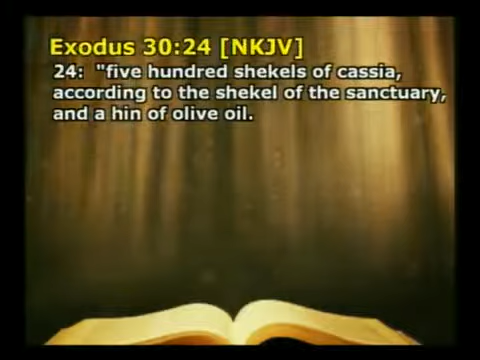 Exodus 30:24 [NKJV]
24: "five hundred shekels of cassia,
according to the shekel of the sanctuary,
and a hin of olive oil.